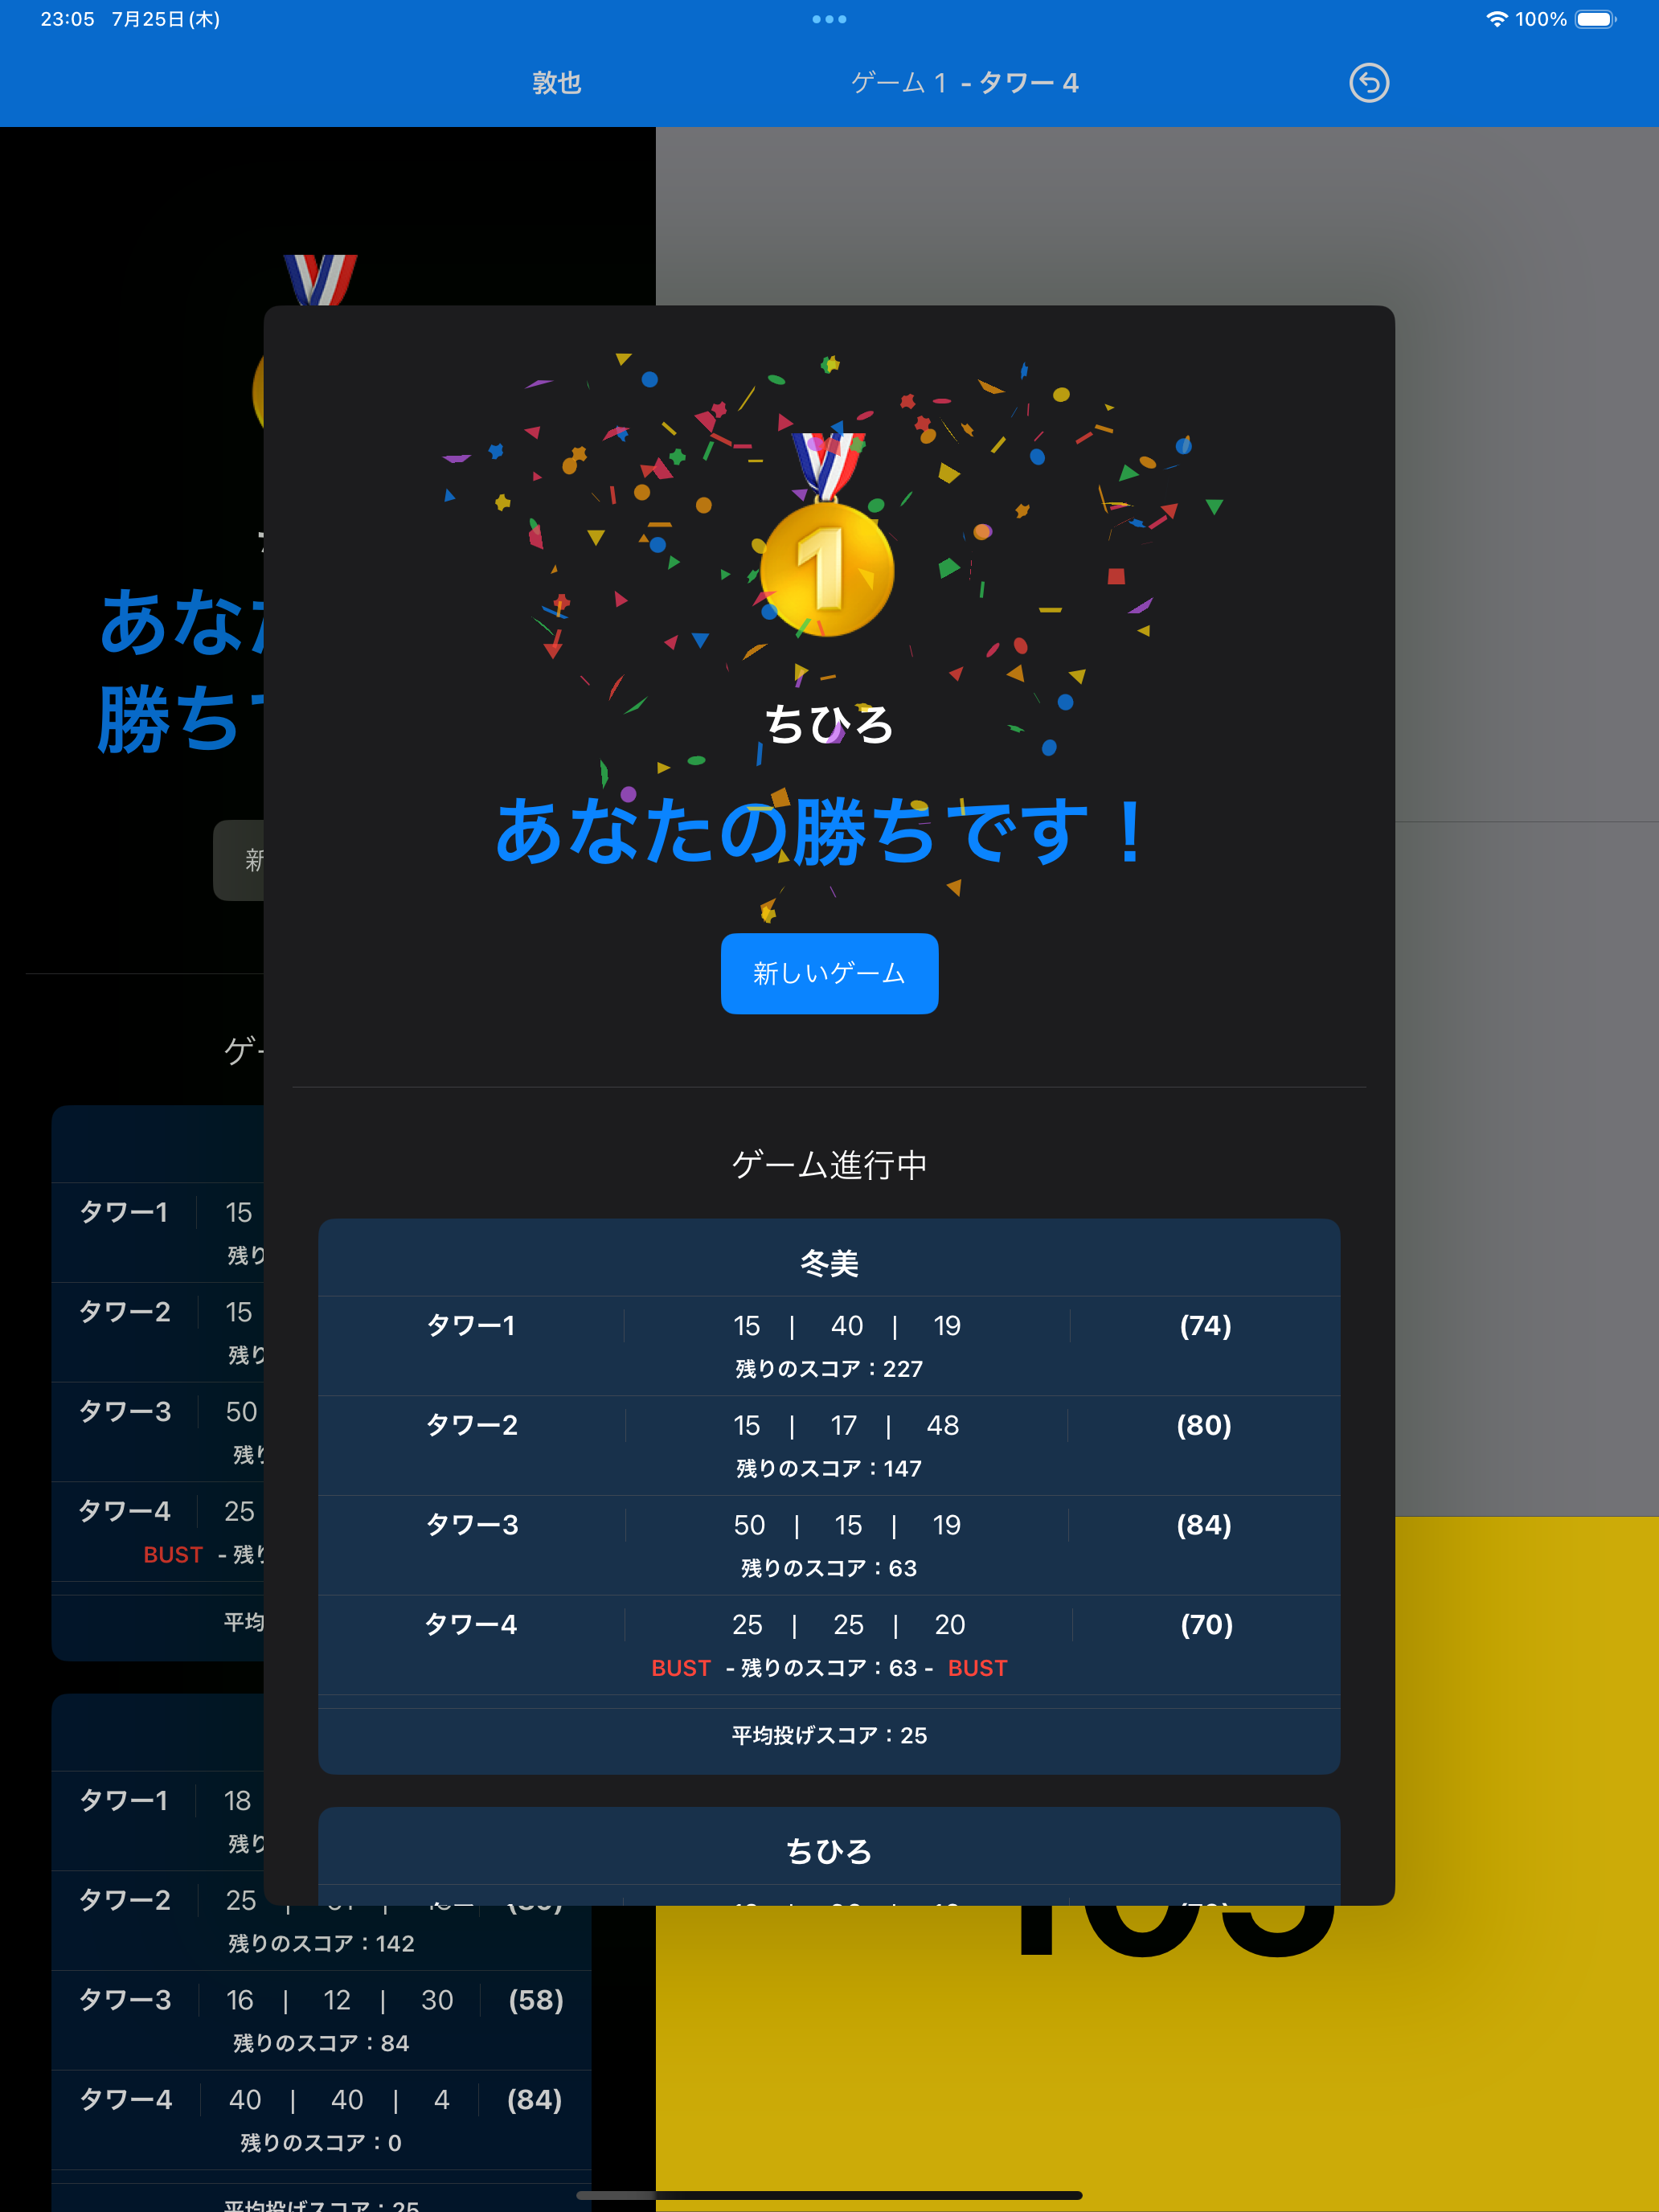 23:05 7月25日(木)
100%
敦也
ゲーム 1 - タワー 4
あな
勝ち
新
ゲー
タワー1 15
残り
タワー2 15
残り
タワー3 50
残り
タワー4 25
BUST - 残り
平均
タワー1 18
残り
タワー2 25
残りのスコア：142
タワー3 16 | 12 | 30 (58)
残りのスコア：84
タワー4 40 | 40 | 4 (84)
残りのスコア：0
平均投げスコア：25
1
ちひろ
あなたの勝ちです！
新しいゲーム
ゲーム進行中
冬美
タワー1 15 | 40 | 19 (74)
残りのスコア：227
タワー2 15 | 17 | 48 (80)
残りのスコア：147
タワー3 50 | 15 | 19 (84)
残りのスコア：63
タワー4 25 | 25 | 20 (70)
BUST - 残りのスコア：63 - BUST
平均投げスコア：25
ちひろ
105